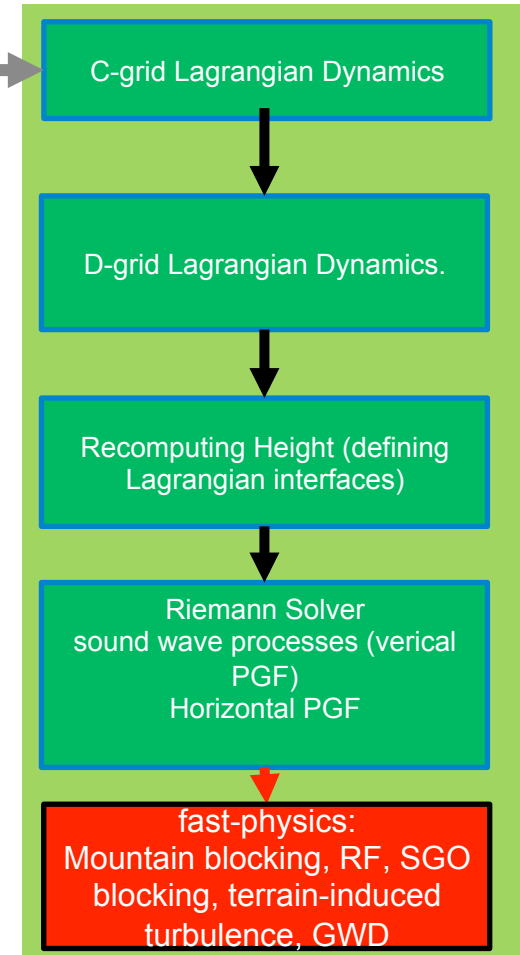 C-grid Lagrangian Dynamics
D-grid Lagrangian Dynamics.
Recomputing Height (defining
Lagrangian interfaces)
Riemann Solver
sound wave processes (verical
PGF)
Horizontal PGF
fast-physics:
Mountain blocking, RF, SGO
blocking, terrain-induced
turbulence, GWD